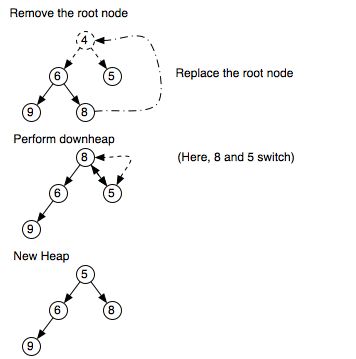 Remove the root node
4
6 5
Replace the root node
9 8
Perform downheap
8
(Here, 8 and 5 switch)
6 5
9
New Heap
5
6 8
9